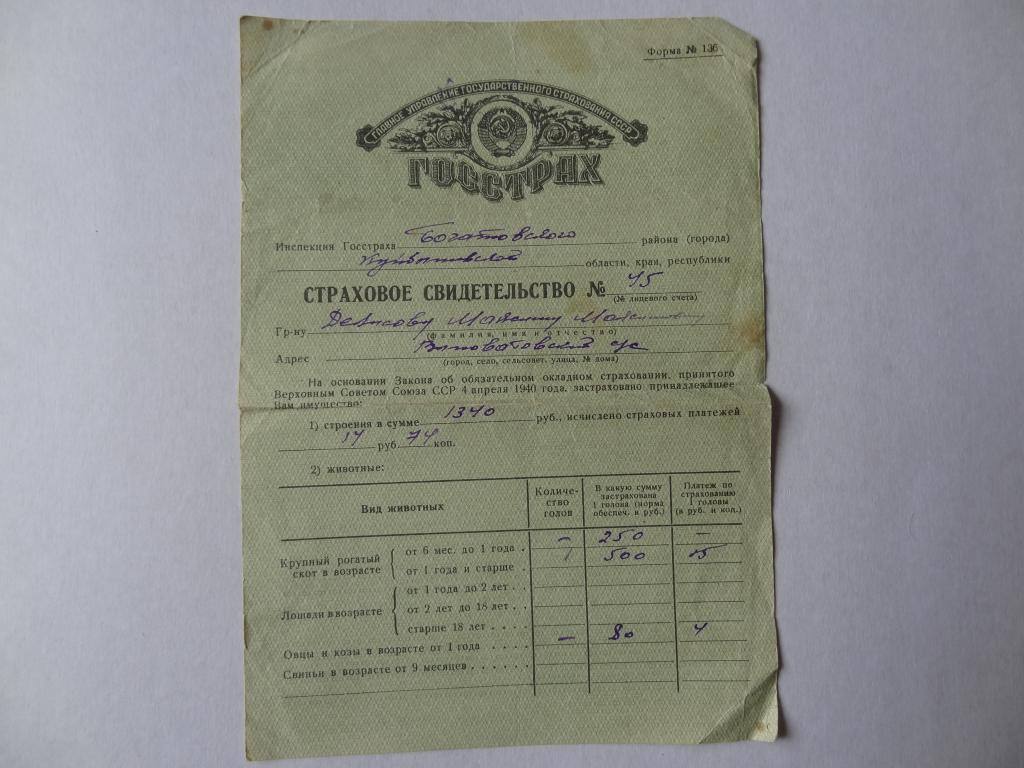 Форма № 136
ГЛАВНОЕ УПРАВЛЕНИЕ ГОСУДАРСТВЕННОГО СТРАХОВАНИЯ СССР
ГОССТРАХ
Инспекция Госстраха Богатовского района (города)
Куйбышевской области, края, республики
СТРАХОВОЕ СВИДЕТЕЛЬСТВО № 45
(№ лицевого счета)
Гр-ну Денисову Максиму Максимовичу
(фамилия, имя и отчество)
Адрес Виловатовский с/с
(город, село, сельсовет, улица, № дома)
На основании Закона об обязательном окладном страховании, принятого
Верховным Советом Союза ССР 4 апреля 1940 года, застраховано принадлежащее
Вам имущество:
1) строения в сумме 1340 руб., исчислено страховых платежей
14 руб. 74 коп.
2) животные:
Вид животных
Количе-
ство
голов
В какую сумму
застрахована
1 голова (норма
обеспеч. в руб.)
Платеж по
страхованию
1 головы
(в руб. и коп.)
Крупный рогатый
скот в возрасте
от 6 мес. до 1 года . — 250 —
от 1 года и старше . 1 500 15
Лошади в возрасте
от 1 года до 2 лет . .
от 2 лет до 18 лет . .
старше 18 лет . . . .
Овцы и козы в возрасте от 1 года . . . . — 80 4
Свиньи в возрасте от 9 месяцев . . . . . .